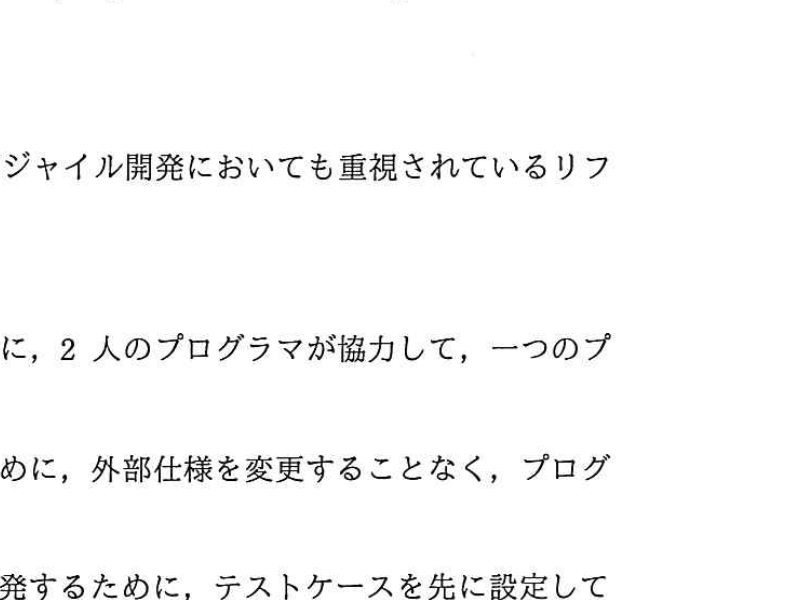 ジャイル開発においても重視されているリフ
に，2 人のプログラマが協力して，一つのプ
めに，外部仕様を変更することなく，プログ
発するために，テストケースを先に設定して